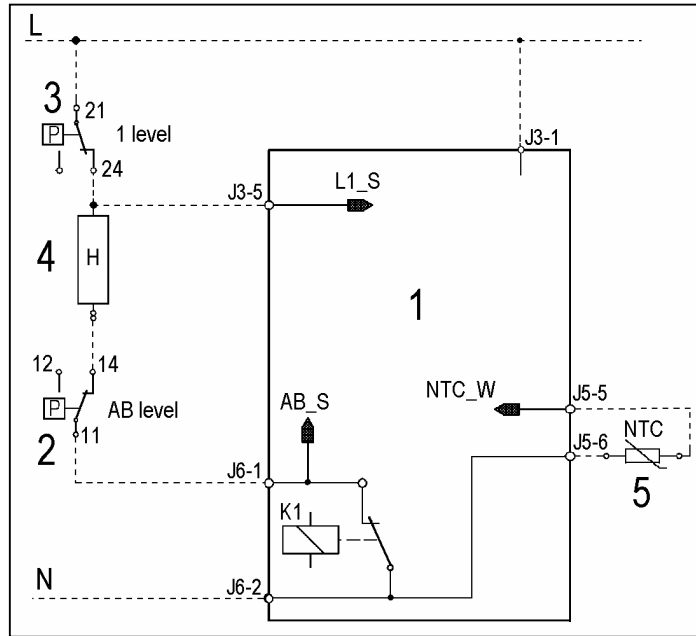 L
3
21
P
1 level
24
J3-1
J3-5
L1_S
4
H
1
12
14
NTC_W
J5-5
P
AB level
AB_S
NTC
2
11
J5-6
5
J6-1
K1
N
J6-2